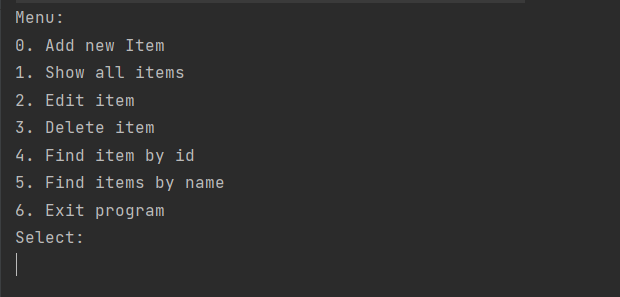 Menu:
0. Add new Item
1. Show all items
2. Edit item
3. Delete item
4. Find item by id
5. Find items by name
6. Exit program
Select: